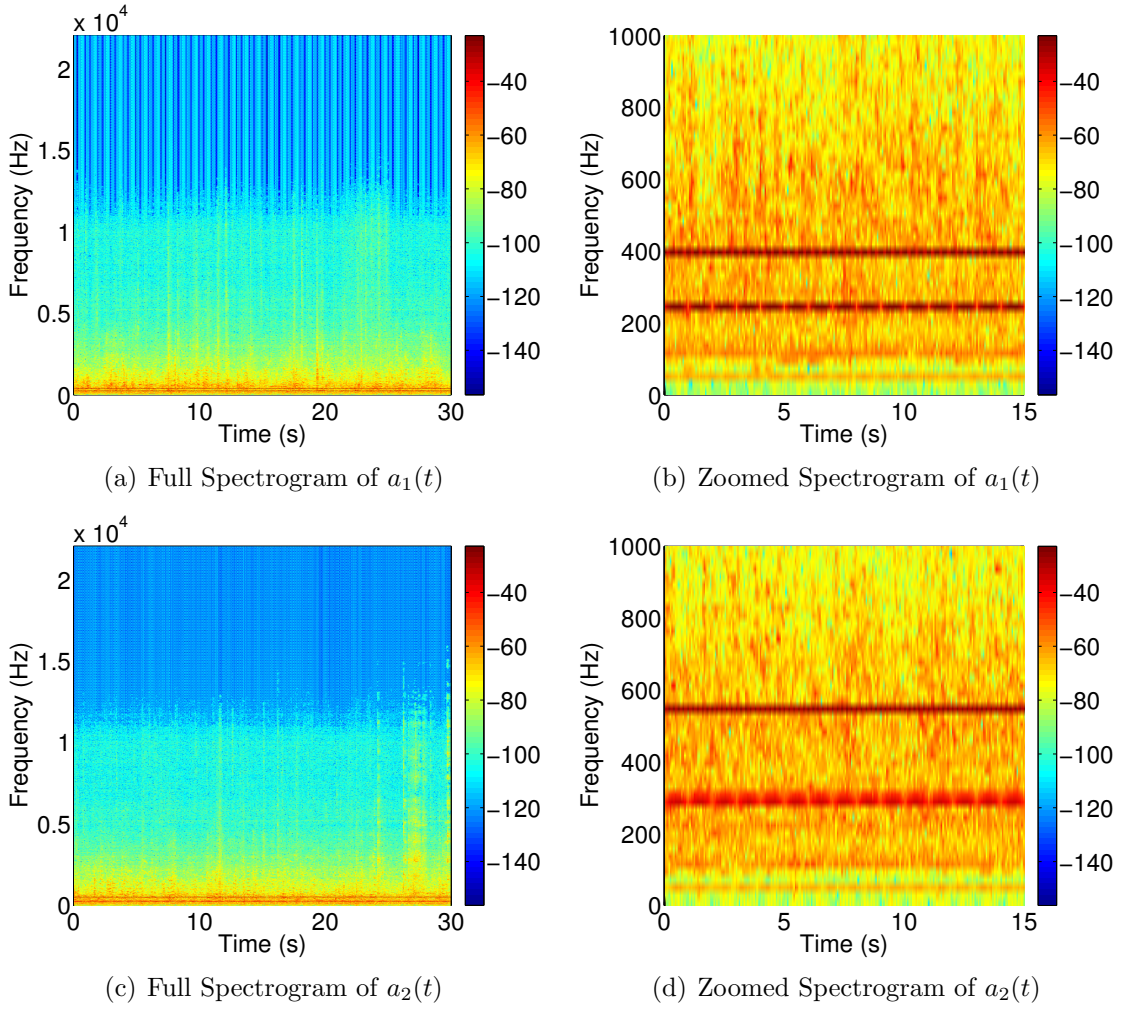 x 10⁴
2
1.5
1
0.5
0
Frequency (Hz)
0 10 20 30
Time (s)
−40
−60
−80
−100
−120
−140
(a) Full Spectrogram of a₁(t)
1000
800
600
400
200
0
Frequency (Hz)
0 5 10 15
Time (s)
−40
−60
−80
−100
−120
−140
(b) Zoomed Spectrogram of a₁(t)
x 10⁴
2
1.5
1
0.5
0
Frequency (Hz)
0 10 20 30
Time (s)
−40
−60
−80
−100
−120
−140
(c) Full Spectrogram of a₂(t)
1000
800
600
400
200
0
Frequency (Hz)
0 5 10 15
Time (s)
−40
−60
−80
−100
−120
−140
(d) Zoomed Spectrogram of a₂(t)